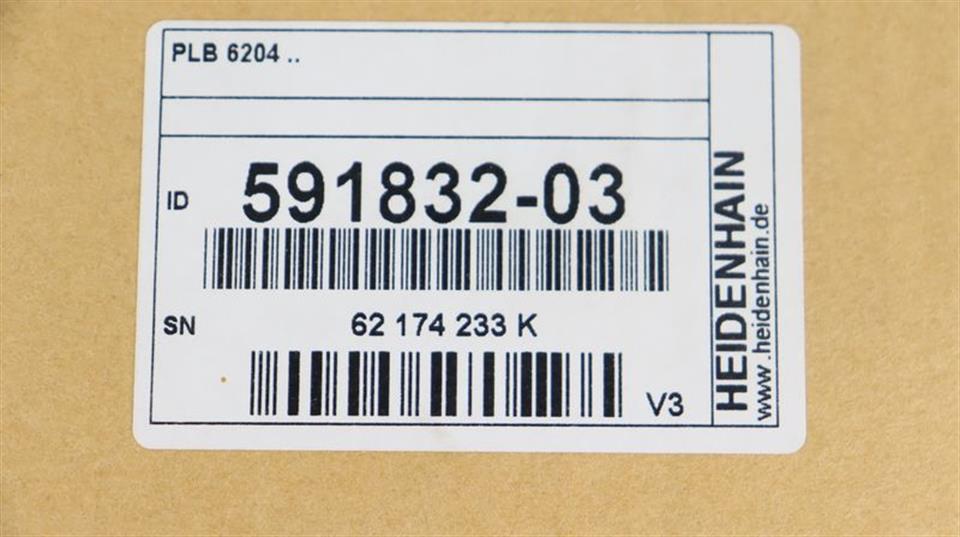 PLB 6204 ..
ID 591832-03
SN 62 174 233 K
V3
HEIDENHAIN
www.heidenhain.de